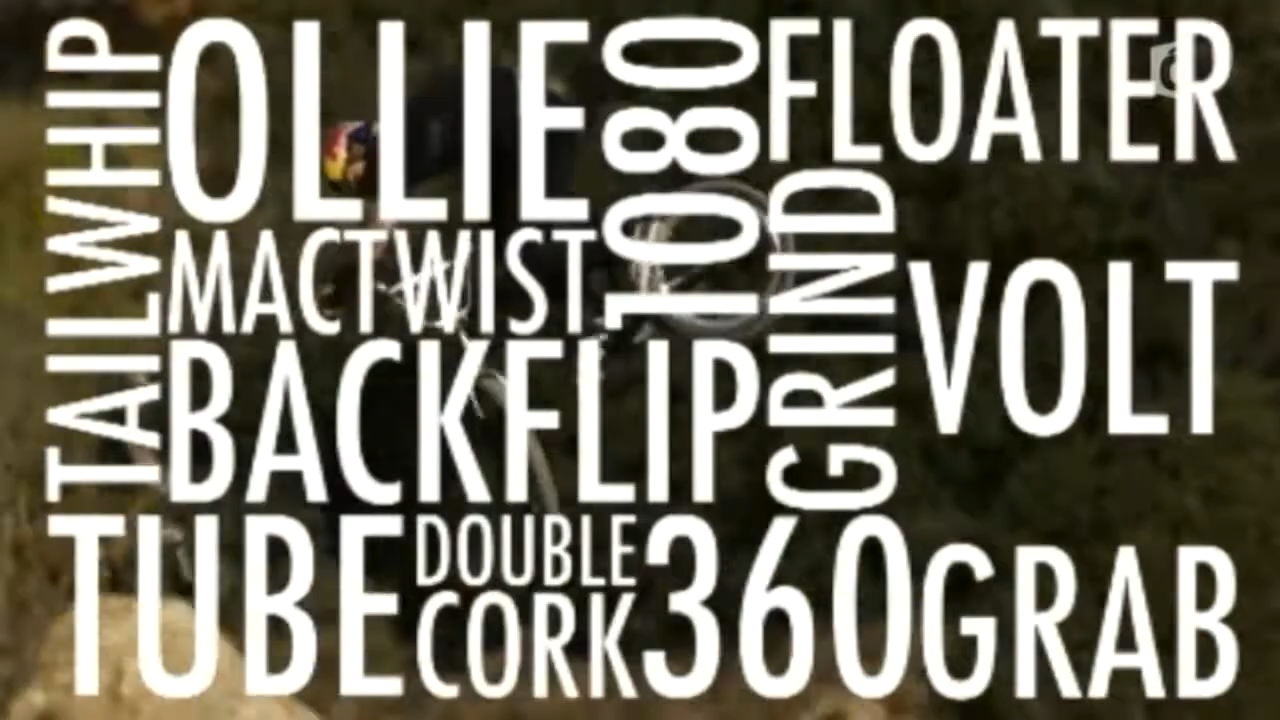 TAILWHIP
OLLIE
1080
FLOATER
MACTWIST
GRIND
VOLT
BACKFLIP
TUBE
DOUBLE
CORK
360
GRAB